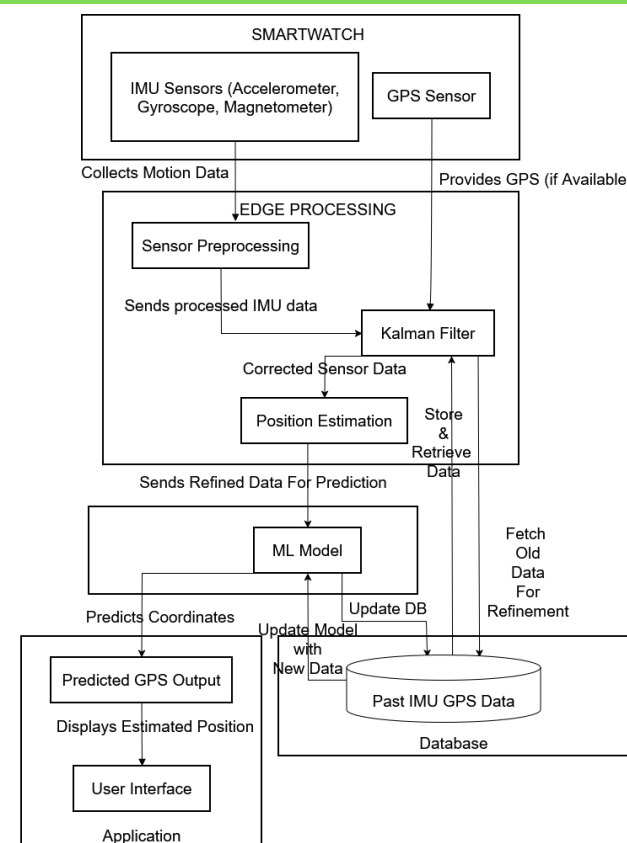 SMARTWATCH
IMU Sensors (Accelerometer,
Gyroscope, Magnetometer)
GPS Sensor
Collects Motion Data
Provides GPS (if Available
EDGE PROCESSING
Sensor Preprocessing
Sends processed IMU data
Kalman Filter
Corrected Sensor Data
Position Estimation
Store
&
Retrieve
Data
Sends Refined Data For Prediction
Fetch
Old
Data
For
Refinement
ML Model
Predicts Coordinates
Update DB
Update Model
with
New Data
Predicted GPS Output
Past IMU GPS Data
Displays Estimated Position
Database
User Interface
Application